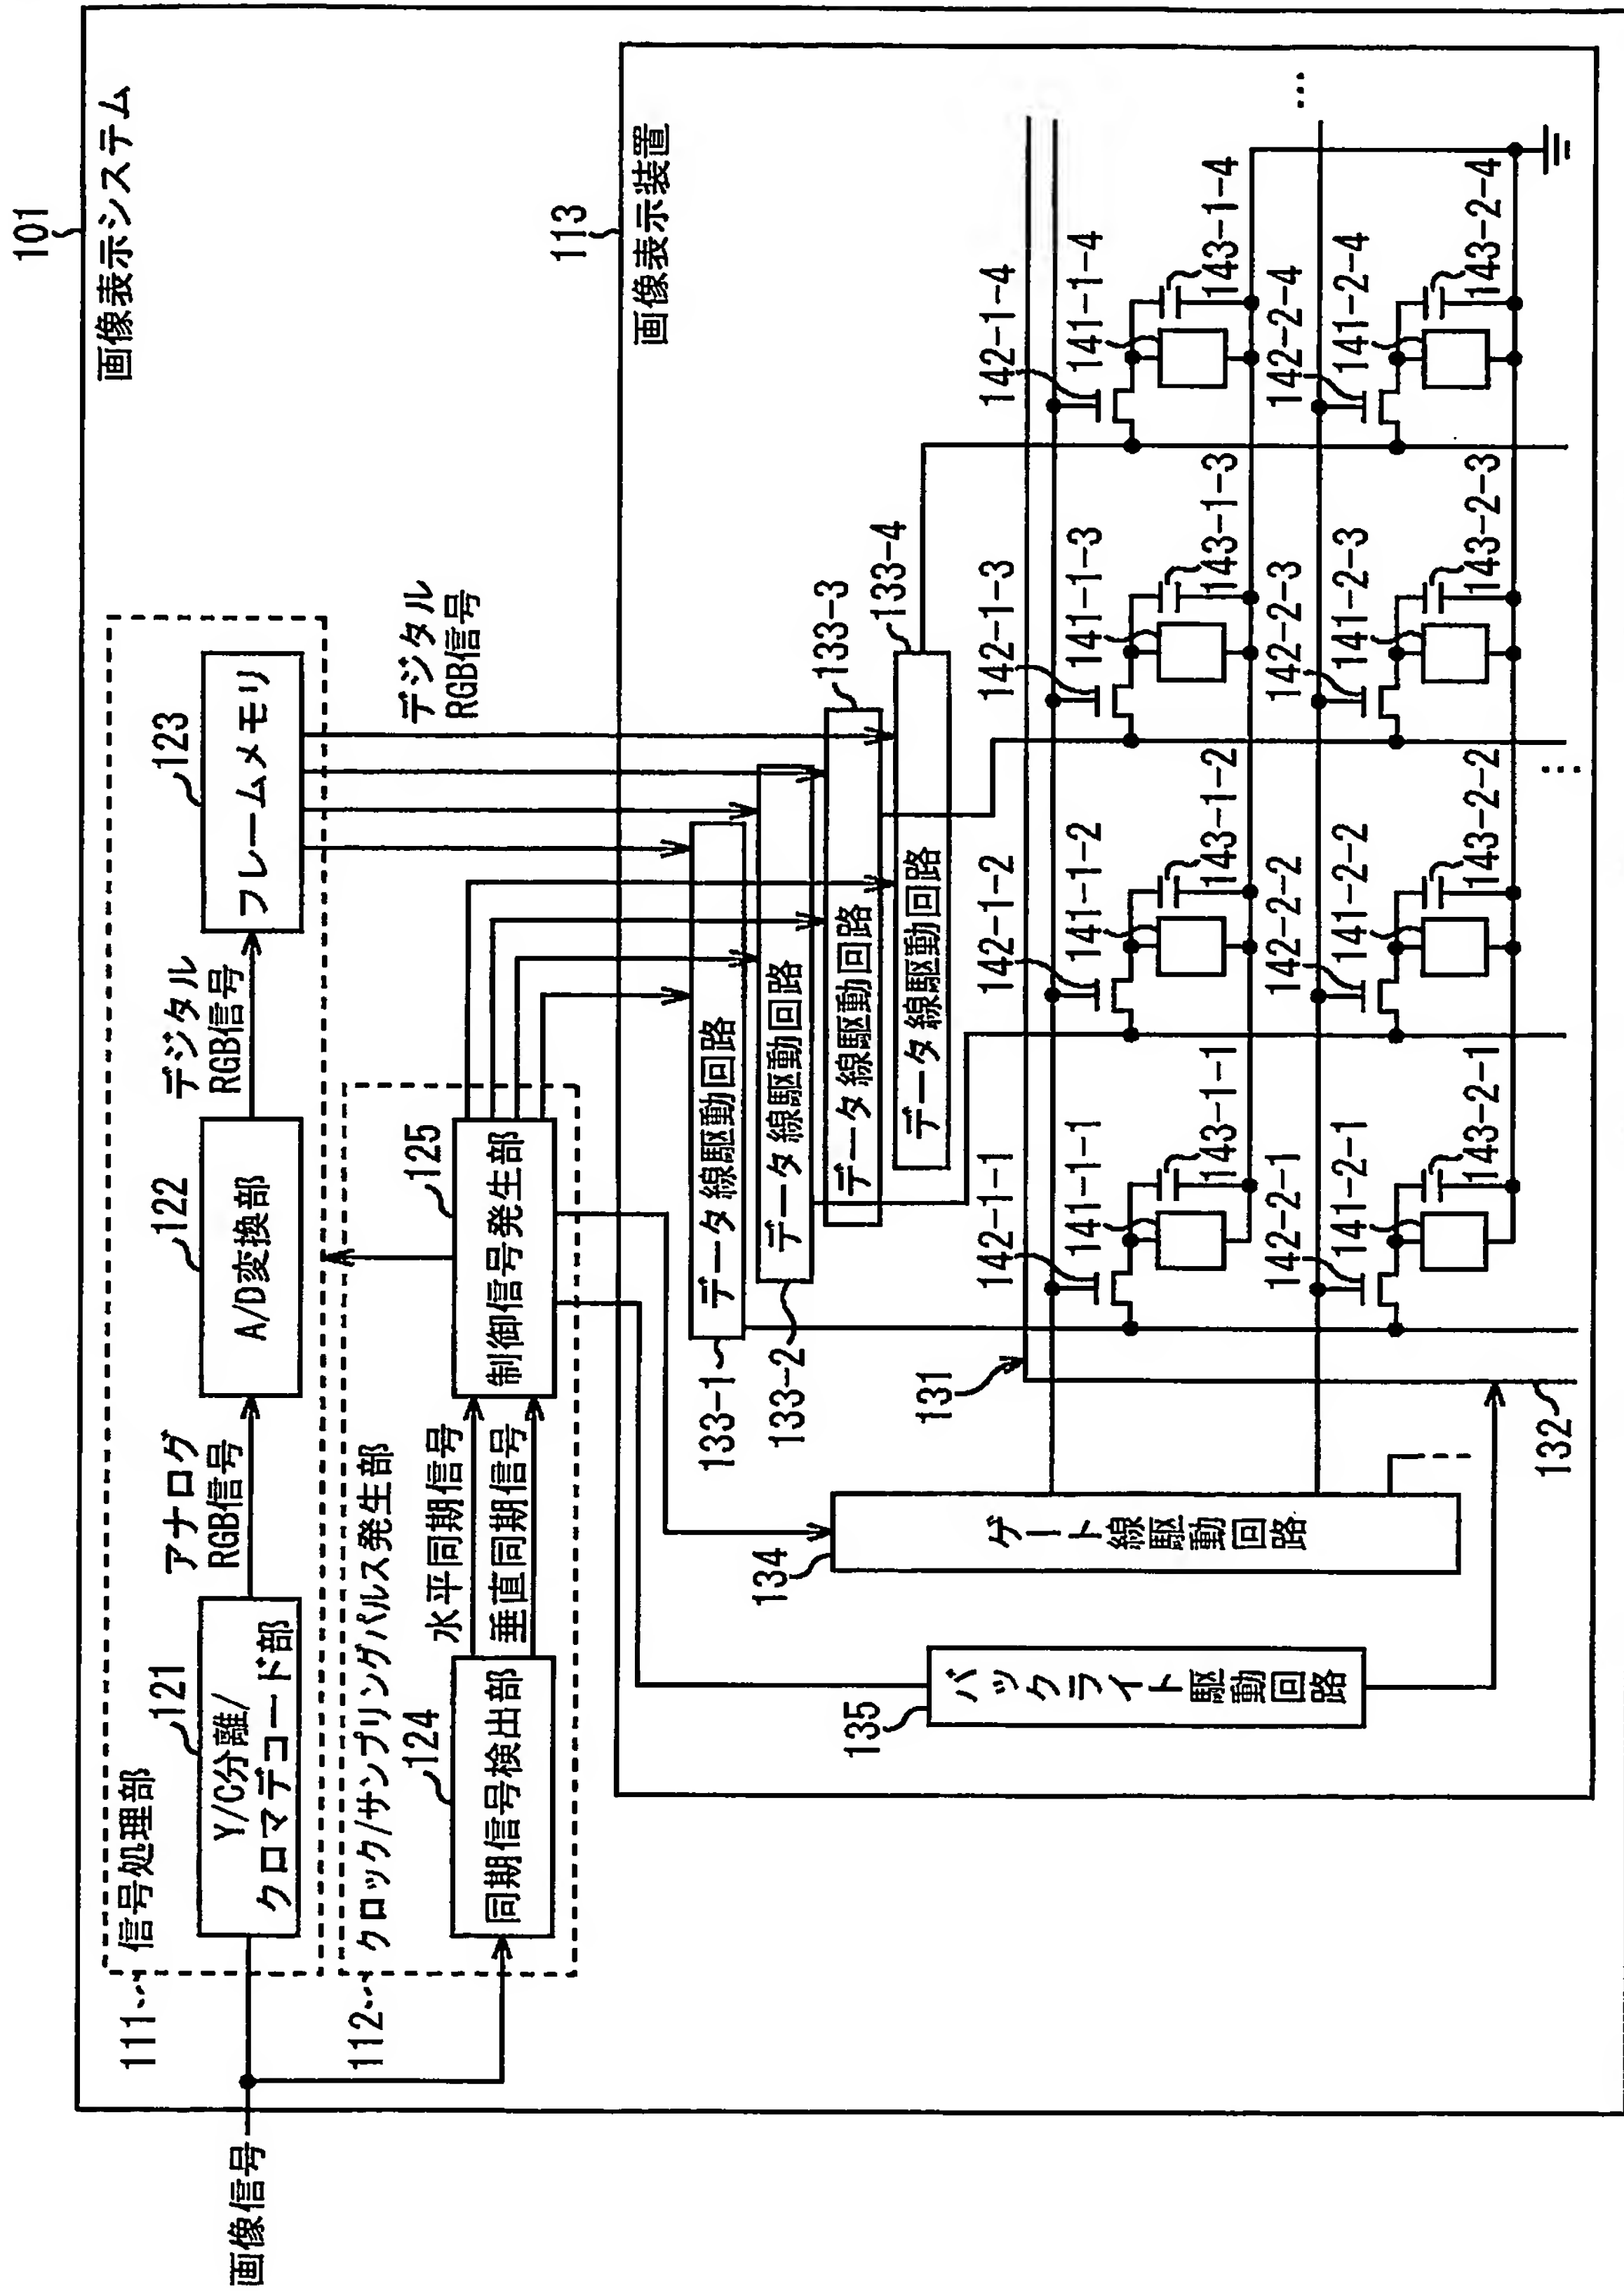 101
画像表示システム
111
信号処理部
121
Y/C分離/
クロマデコード部
アナログ
RGB信号
122
A/D変換部
デジタル
RGB信号
123
フレームメモリ
デジタル
RGB信号
画像信号
112
クロック/サンプリングパルス発生部
124
同期信号検出部
水平同期信号
垂直同期信号
125
制御信号発生部
113
画像表示装置
133-1
データ線駆動回路
133-2
データ線駆動回路
133-3
データ線駆動回路
133-4
データ線駆動回路
135
バックライト駆動回路
134
ゲート線駆動回路
131
132
142-1-1
141-1-1
143-1-1
142-1-2
141-1-2
143-1-2
142-1-3
141-1-3
143-1-3
142-1-4
141-1-4
143-1-4
...
142-2-1
141-2-1
143-2-1
142-2-2
141-2-2
143-2-2
142-2-3
141-2-3
143-2-3
142-2-4
141-2-4
143-2-4
...